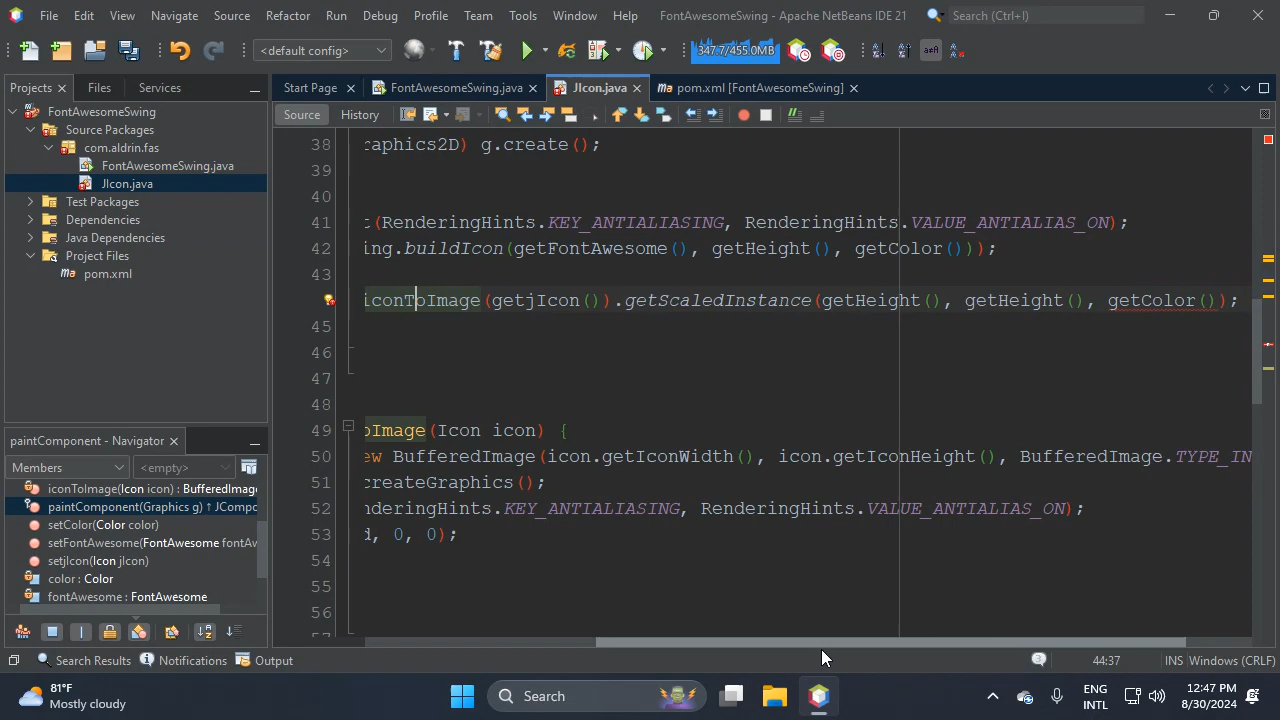 File Edit View Navigate Source Refactor Run Debug Profile Team Tools Window Help FontAwesomeSwing - Apache NetBeans IDE 21 Search (Ctrl+I)
<default config> 347.7/455.0MB
Projects Files Services Start Page FontAwesomeSwing.java JIcon.java pom.xml [FontAwesomeSwing]
Source History
FontAwesomeSwing
Source Packages
com.aldrin.fas
FontAwesomeSwing.java
JIcon.java
Test Packages
Dependencies
Java Dependencies
Project Files
pom.xml
38 raphics2D) g.create();
39
40
41 t(RenderingHints.KEY_ANTIALIASING, RenderingHints.VALUE_ANTIALIAS_ON);
42 ing.buildIcon(getFontAwesome(), getHeight(), getColor());
43
iconToImage(getjIcon()).getScaledInstance(getHeight(), getHeight(), getColor());
45
46
47
48
49 oImage(Icon icon) {
50 ew BufferedImage(icon.getIconWidth(), icon.getIconHeight(), BufferedImage.TYPE_IN
51 createGraphics();
52 nderingHints.KEY_ANTIALIASING, RenderingHints.VALUE_ANTIALIAS_ON);
53 d, 0, 0);
54
55
56
57
paintComponent - Navigator
Members <empty>
iconToImage(Icon icon) : BufferedImage
paintComponent(Graphics g) ↑ JCompo
setColor(Color color)
setFontAwesome(FontAwesome fontAw
setjIcon(Icon jIcon)
color : Color
fontAwesome : FontAwesome
Search Results Notifications Output 3 44:37 INS Windows (CRLF)
81°F
Mostly cloudy
Search
ENG
INTL
12:47 PM
8/30/2024